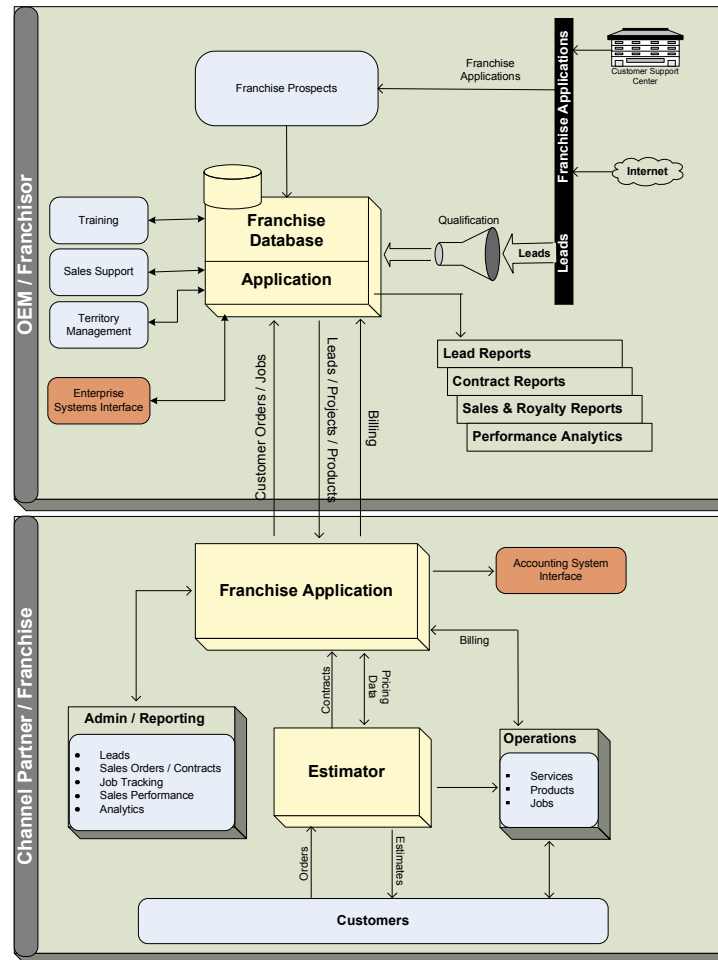 OEM / Franchisor
Franchise Prospects
Franchise
Applications
Franchise Applications
Leads
Customer Support
Center
Internet
Training
Sales Support
Territory
Management
Enterprise
Systems Interface
Franchise
Database
Application
Qualification
Leads
Lead Reports
Contract Reports
Sales & Royalty Reports
Performance Analytics
Customer Orders / Jobs
Leads / Projects / Products
Billing
Channel Partner / Franchise
Franchise Application
Accounting System
Interface
Billing
Contracts
Pricing
Data
Admin / Reporting
Leads
Sales Orders / Contracts
Job Tracking
Sales Performance
Analytics
Estimator
Operations
Services
Products
Jobs
Orders
Estimates
Customers